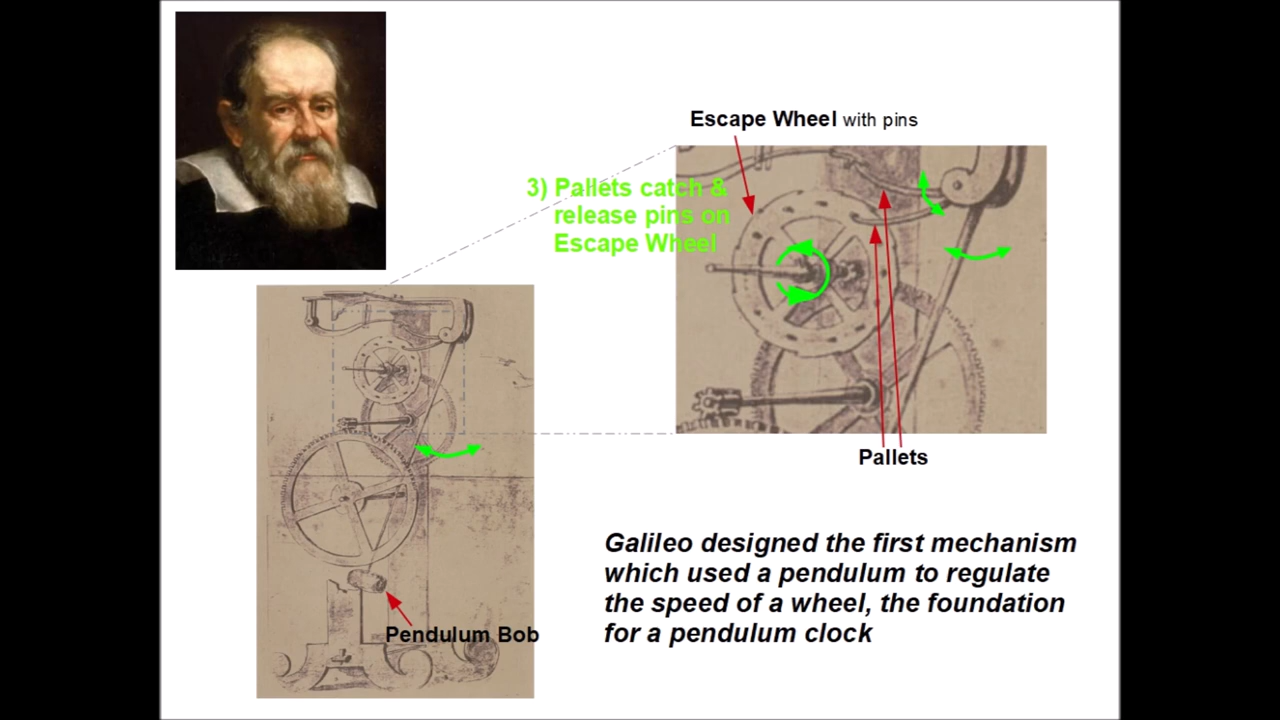 Escape Wheel with pins
3) Pallets catch &
release pins on
Escape Wheel
Pallets
Galileo designed the first mechanism
which used a pendulum to regulate
the speed of a wheel, the foundation
for a pendulum clock
Pendulum Bob